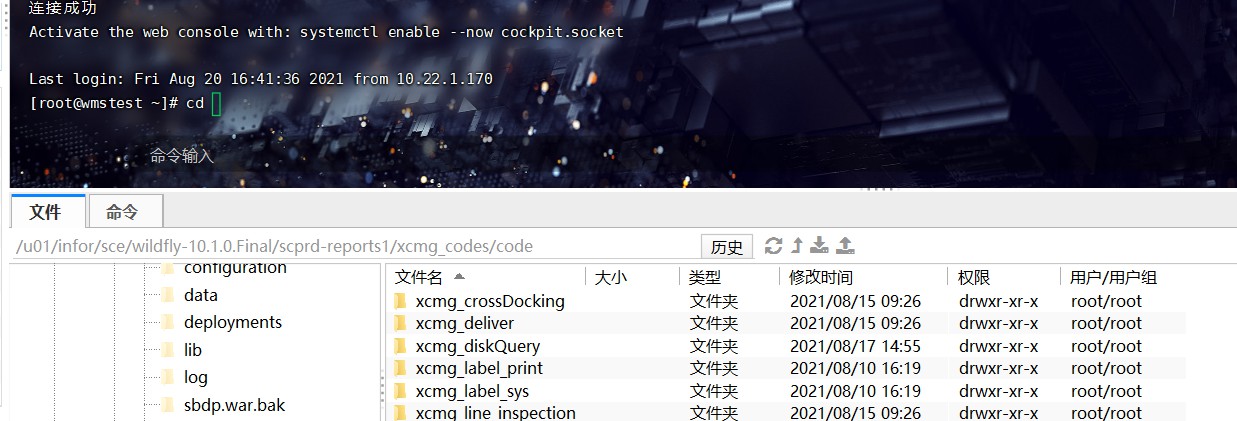 连接成功
Activate the web console with: systemctl enable --now cockpit.socket
Last login: Fri Aug 20 16:41:36 2021 from 10.22.1.170
[root@wmstest ~]# cd
命令输入
文件 命令
/u01/infor/sce/wildfly-10.1.0.Final/scprd-reports1/xcmg_codes/code 历史
configuration
data
deployments
lib
log
sbdp.war.bak
文件名 大小 类型 修改时间 权限 用户/用户组
xcmg_crossDocking 文件夹 2021/08/15 09:26 drwxr-xr-x root/root
xcmg_deliver 文件夹 2021/08/15 09:26 drwxr-xr-x root/root
xcmg_diskQuery 文件夹 2021/08/17 14:55 drwxr-xr-x root/root
xcmg_label_print 文件夹 2021/08/10 16:19 drwxr-xr-x root/root
xcmg_label_sys 文件夹 2021/08/10 16:19 drwxr-xr-x root/root
xcmg_line_inspection 文件夹 2021/08/15 09:26 drwxr-xr-x root/root